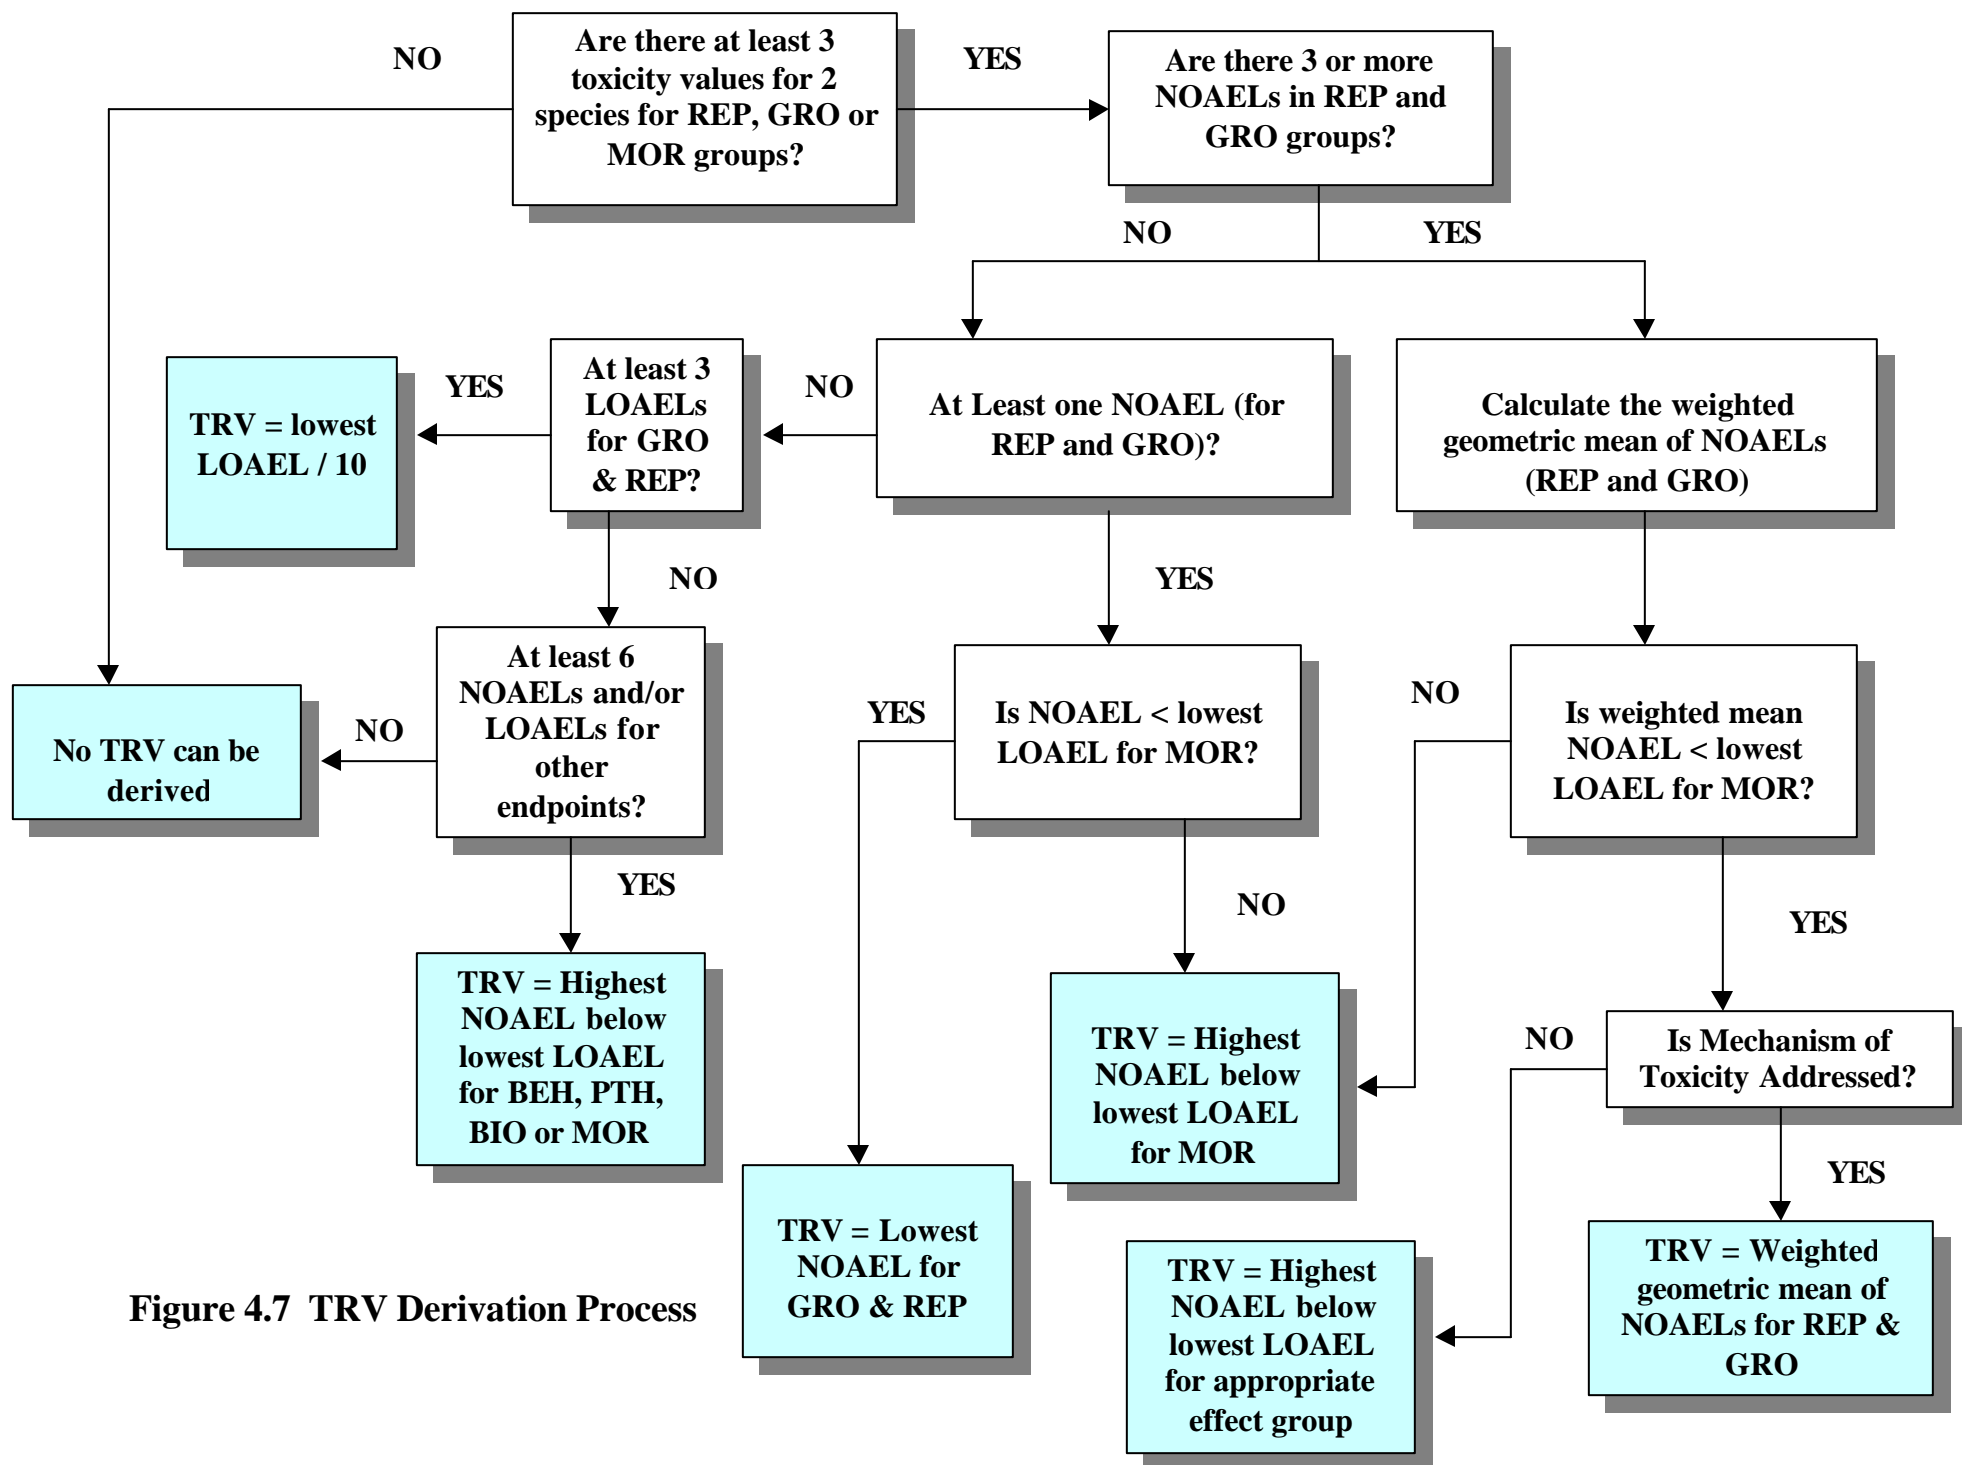 NO
Are there at least 3
toxicity values for 2
species for REP, GRO or
MOR groups?
YES
Are there 3 or more
NOAELs in REP and
GRO groups?
NO
YES
TRV = lowest
LOAEL / 10
YES
At least 3
LOAELs
for GRO
& REP?
NO
At Least one NOAEL (for
REP and GRO)?
Calculate the weighted
geometric mean of NOAELs
(REP and GRO)
NO
YES
No TRV can be
derived
NO
At least 6
NOAELs and/or
LOAELs for
other
endpoints?
YES
Is NOAEL < lowest
LOAEL for MOR?
NO
Is weighted mean
NOAEL < lowest
LOAEL for MOR?
YES
NO
YES
TRV = Highest
NOAEL below
lowest LOAEL
for BEH, PTH,
BIO or MOR
TRV = Highest
NOAEL below
lowest LOAEL
for MOR
NO
Is Mechanism of
Toxicity Addressed?
YES
TRV = Lowest
NOAEL for
GRO & REP
TRV = Highest
NOAEL below
lowest LOAEL
for appropriate
effect group
TRV = Weighted
geometric mean of
NOAELs for REP &
GRO
Figure 4.7 TRV Derivation Process